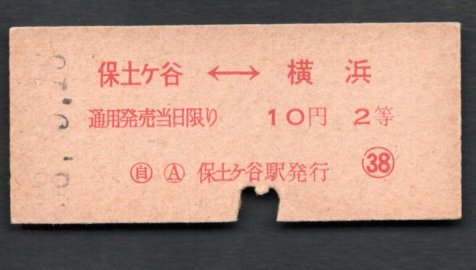 保土ケ谷 ←→ 横浜
通用発売当日限り 10円 2等
自 A 保土ケ谷駅発行 38